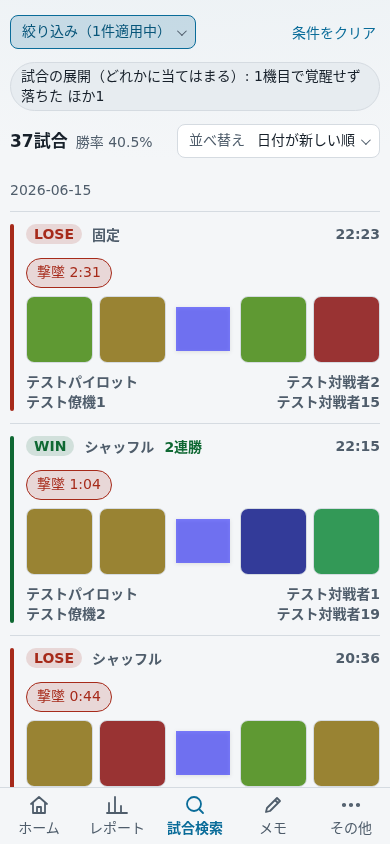 絞り込み（1件適用中）
条件をクリア
試合の展開（どれかに当てはまる）: 1機目で覚醒せず
落ちた ほか1
37試合 勝率 40.5%
並べ替え 日付が新しい順
2026-06-15
LOSE 固定 22:23
撃墜 2:31
テストパイロット テスト対戦者2
テスト僚機1 テスト対戦者15
WIN シャッフル 2連勝 22:15
撃墜 1:04
テストパイロット テスト対戦者1
テスト僚機2 テスト対戦者19
LOSE シャッフル 20:36
撃墜 0:44
ホーム レポート 試合検索 メモ その他